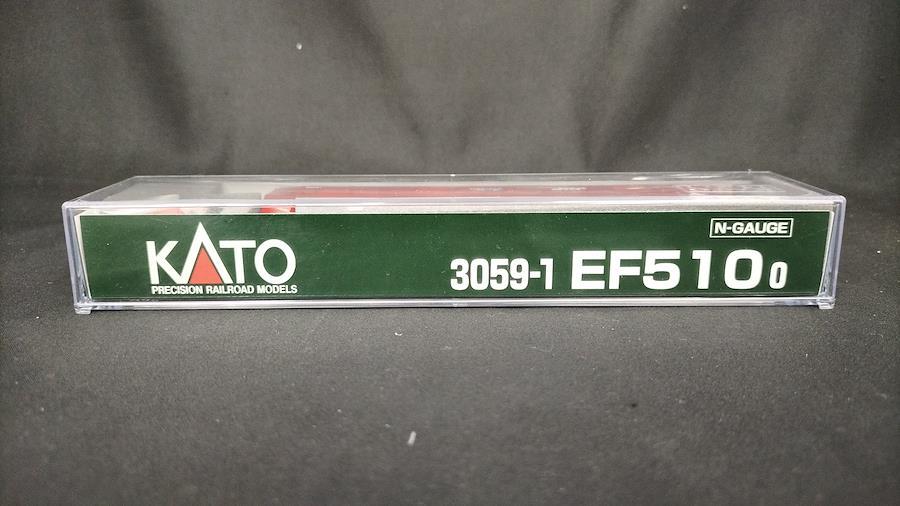 KATO
PRECISION RAILROAD MODELS
N-GAUGE
3059-1 EF510 0